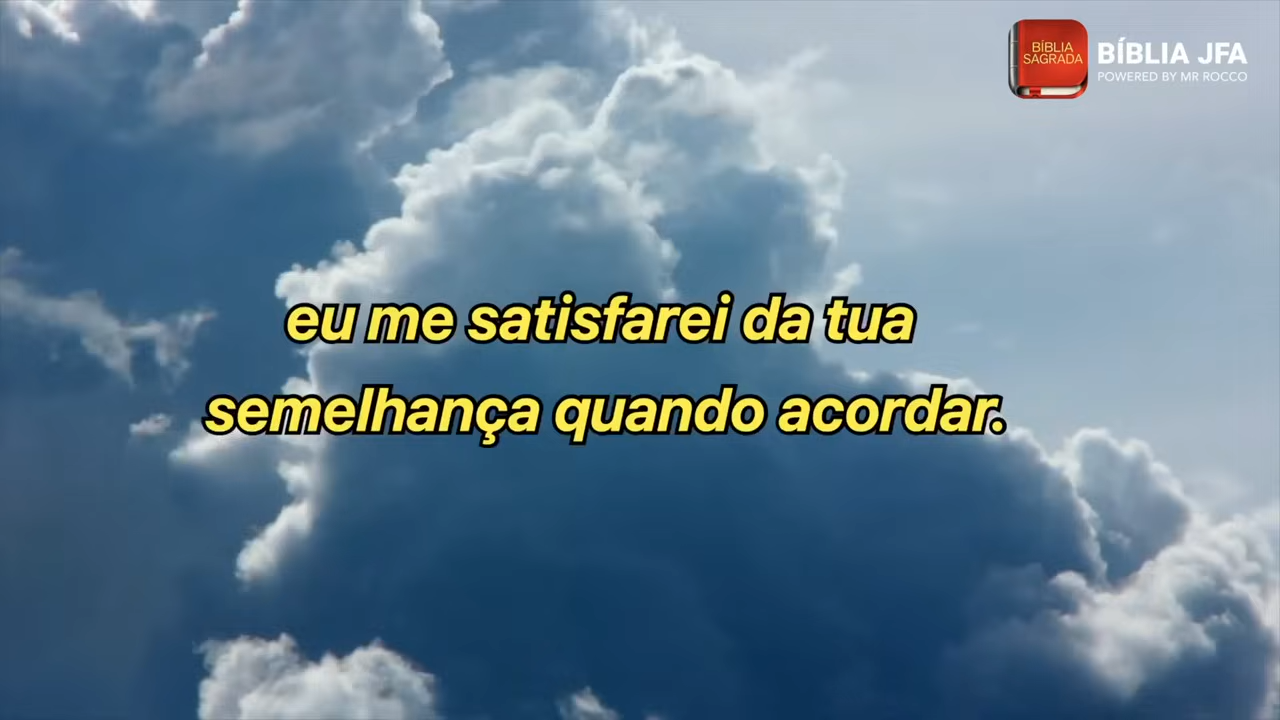 BÍBLIA
SAGRADA
BÍBLIA JFA
POWERED BY MR ROCCO
eu me satisfarei da tua
semelhança quando acordar.